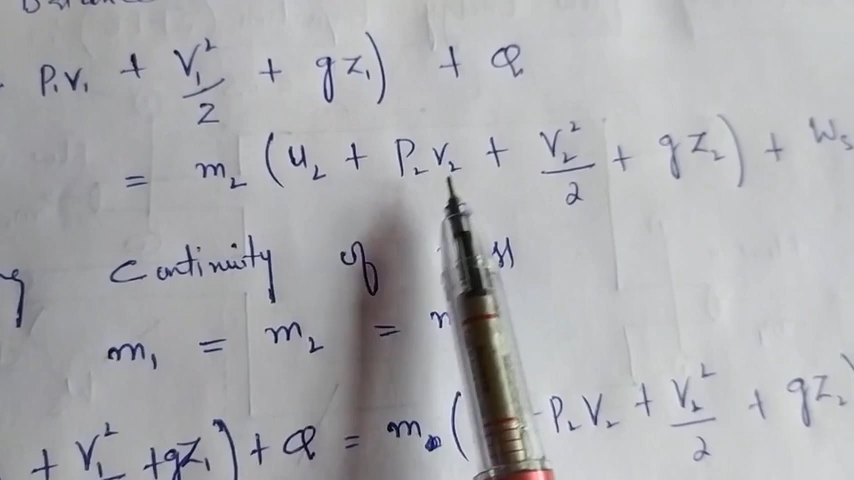 P₁V₁ + V₁²/2 + gZ₁) + Q
= m₂ (u₂ + P₂V₂ + V₂²/2 + gZ₂) + Ws
Continuity of
m₁ = m₂ =
+ V₁²/ + gZ₁) + Q = m (P₂V₂ + V₂²/2 + gZ₂)